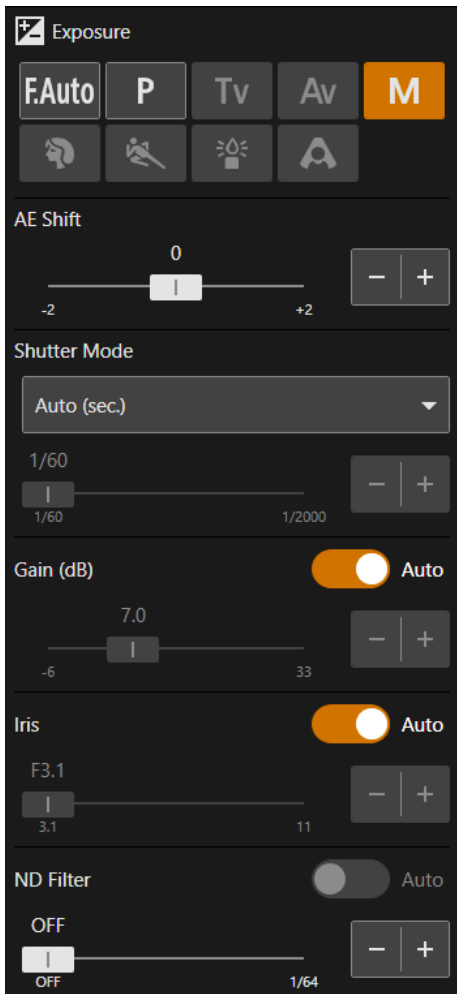 Exposure
F.Auto P Tv Av M
AE Shift
0
-2 +2
− +
Shutter Mode
Auto (sec.)
1/60
1/60 1/2000
− +
Gain (dB) Auto
7.0
-6 33
− +
Iris Auto
F3.1
3.1 11
− +
ND Filter Auto
OFF
OFF 1/64
− +